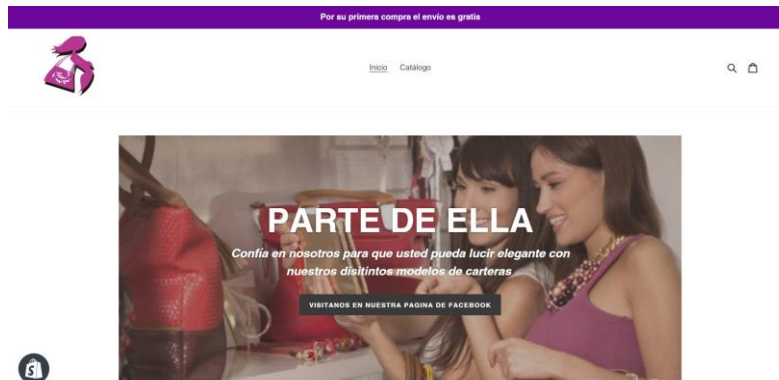 Por su primera compra el envío es gratis
Inicio Catálogo
PARTE DE ELLA
Confía en nosotros para que usted pueda lucir elegante con
nuestros disitintos modelos de carteras
VISITANOS EN NUESTRA PAGINA DE FACEBOOK